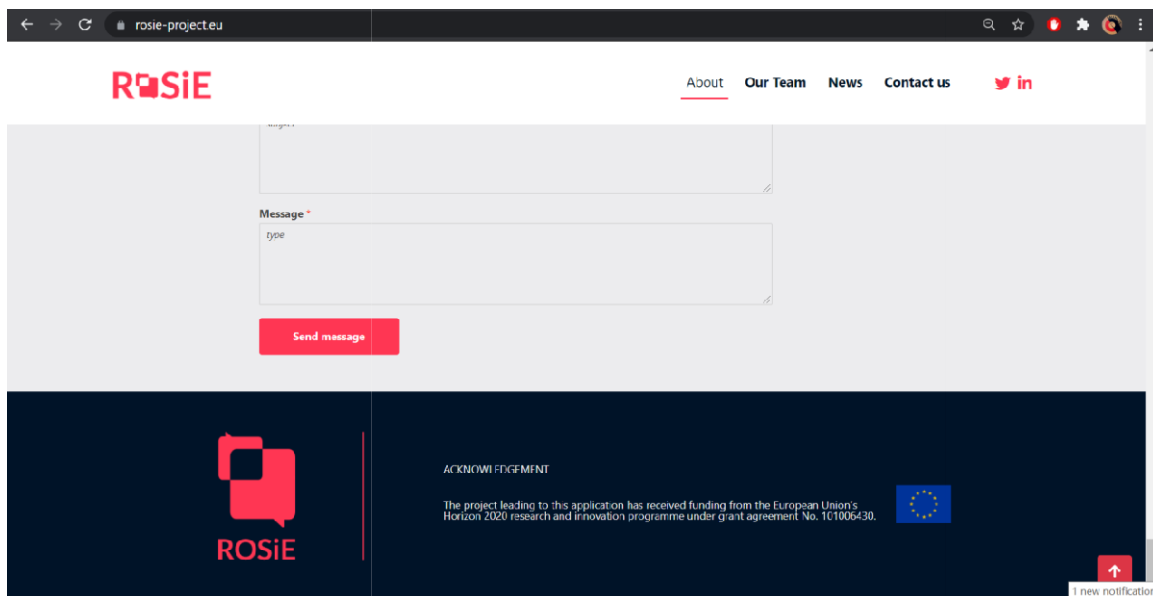 rosie-project.eu
ROSiE
About Our Team News Contact us
in
Message *
type
Send message
ACKNOWLEDGEMENT
The project leading to this application has received funding from the European Union's
Horizon 2020 research and innovation programme under grant agreement No. 101006430.
ROSiE
1 new notification